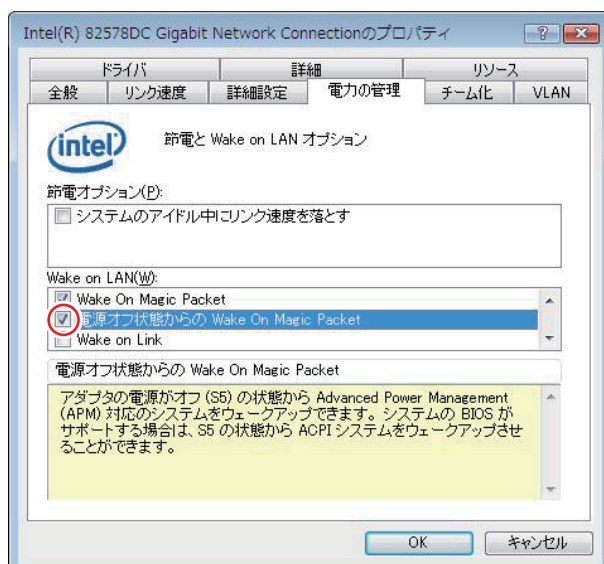 Intel(R) 82578DC Gigabit Network Connectionのプロパティ
ドライバ 詳細 リソース
全般 リンク速度 詳細設定 電力の管理 チーム化 VLAN
intel 節電と Wake on LAN オプション
節電オプション(P):
システムのアイドル中にリンク速度を落とす
Wake on LAN(W):
Wake On Magic Packet
電源オフ状態からの Wake On Magic Packet
Wake on Link
電源オフ状態からの Wake On Magic Packet
アダプタの電源がオフ (S5) の状態から Advanced Power Management
(APM) 対応のシステムをウェークアップできます。システムの BIOS が
サポートする場合は、S5 の状態から ACPI システムをウェークアップさせ
ることができます。
OK キャンセル